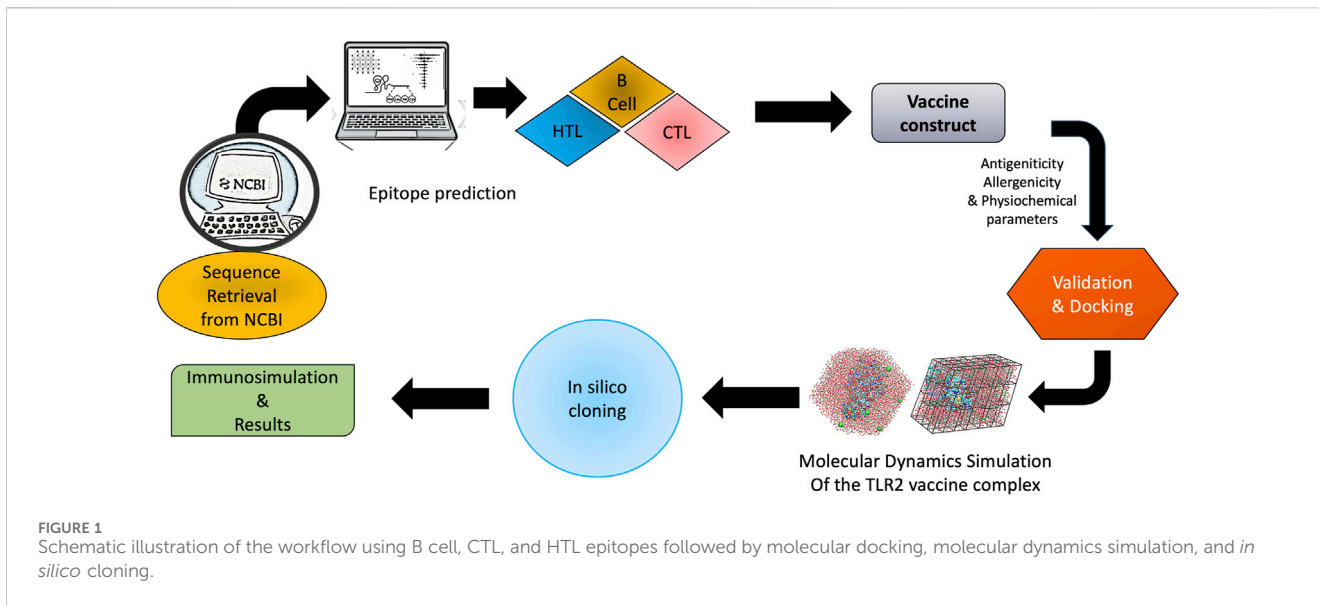 NCBI
Sequence
Retrieval
from NCBI
Epitope prediction
B
Cell
HTL
CTL
Vaccine
construct
Antigeniticity
Allergenicity
& Physiochemical
parameters
Validation
& Docking
Molecular Dynamics Simulation
Of the TLR2 vaccine complex
In silico
cloning
Immunosimulation
&
Results
FIGURE 1
Schematic illustration of the workflow using B cell, CTL, and HTL epitopes followed by molecular docking, molecular dynamics simulation, and in
silico cloning.